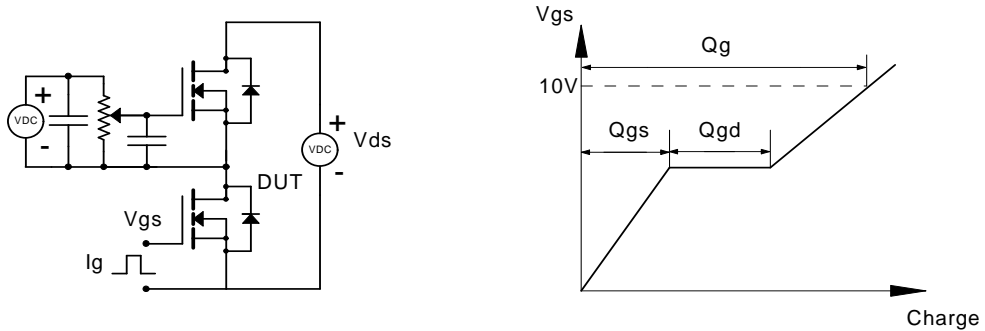 +
VDC
-
+
VDC
-
Vds
DUT
Vgs
Ig
Vgs
Qg
10V
Qgs
Qgd
Charge